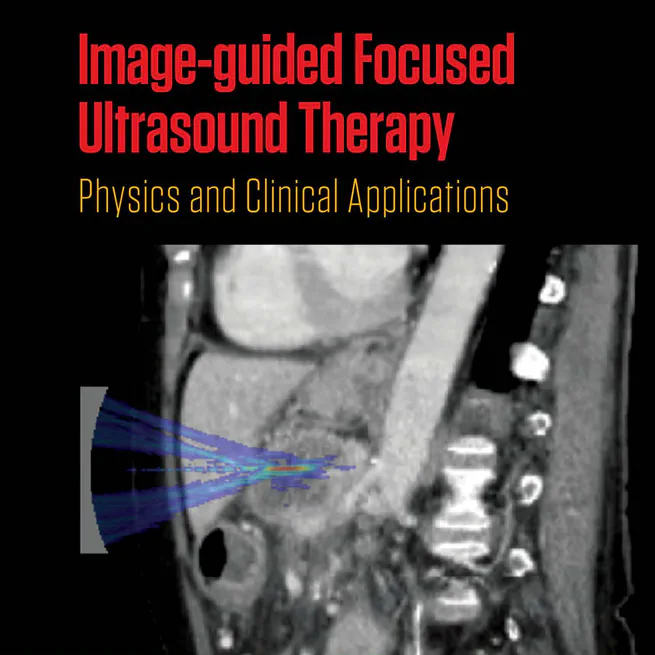 Image-guided Focused
Ultrasound Therapy
Physics and Clinical Applications